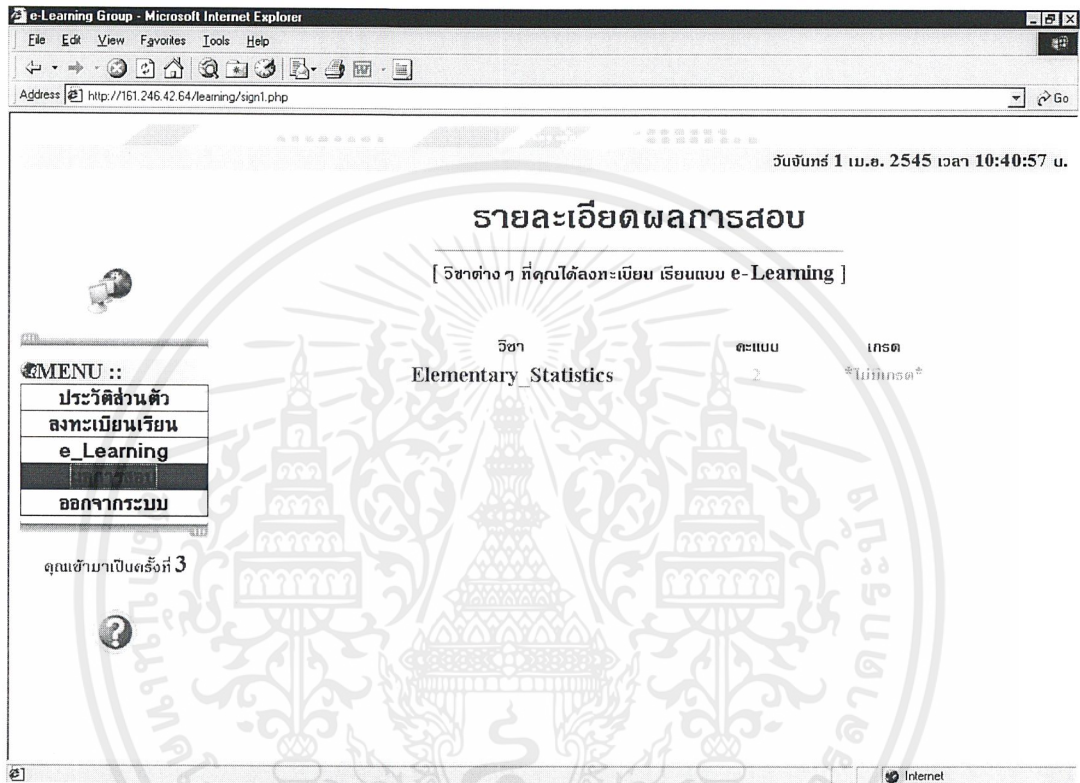 e-Learning Group - Microsoft Internet Explorer
File Edit View Favorites Tools Help
Address http://161.246.42.64/learning/sign1.php Go
วันจันทร์ 1 เม.ย. 2545 เวลา 10:40:57 น.
รายละเอียดผลการสอบ
[ วิชาต่าง ๆ ที่คุณได้ลงทะเบียน เรียนแบบ e-Learning ]
วิชา คะแนน เกรด
Elementary_Statistics 2 *ไม่มีเกรด*
MENU ::
ประวัติส่วนตัว
ลงทะเบียนเรียน
e_Learning
ผลการสอบ
ออกจากระบบ
คุณเข้ามาเป็นครั้งที่ 3
Internet